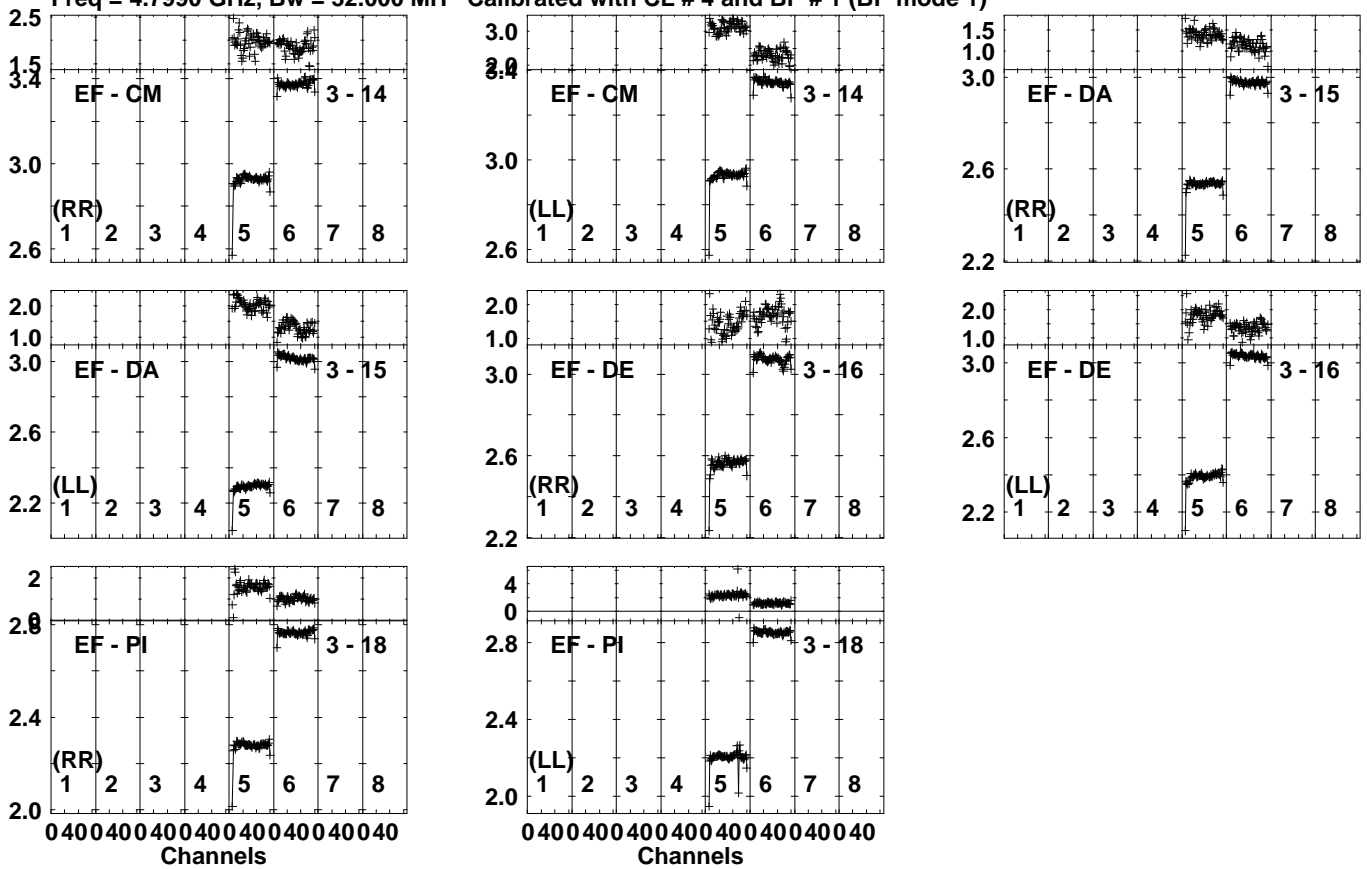 Freq = 4.7990 GHz, Bw = 32.000 MH Calibrated with CL # 4 and BP # 1 (BP mode 1)
2.5
1.5
3.4
3.0
2.6
EF - CM
3 - 14
(RR)
1 2 3 4 5 6 7 8
3.0
2.0
3.4
3.0
2.6
EF - CM
3 - 14
(LL)
1 2 3 4 5 6 7 8
1.5
1.0
3.0
2.6
2.2
EF - DA
3 - 15
(RR)
1 2 3 4 5 6 7 8
2.0
1.0
3.0
2.6
2.2
EF - DA
3 - 15
(LL)
1 2 3 4 5 6 7 8
2.0
1.0
3.0
2.6
2.2
EF - DE
3 - 16
(RR)
1 2 3 4 5 6 7 8
2.0
1.0
3.0
2.6
2.2
EF - DE
3 - 16
(LL)
1 2 3 4 5 6 7 8
2
0
2.8
2.4
2.0
EF - PI
3 - 18
(RR)
1 2 3 4 5 6 7 8
0 40 0 40 0 40 0 40 0 40 0 40 0 40 0 40
Channels
4
0
2.8
2.4
2.0
EF - PI
3 - 18
(LL)
1 2 3 4 5 6 7 8
0 40 0 40 0 40 0 40 0 40 0 40 0 40 0 40
Channels